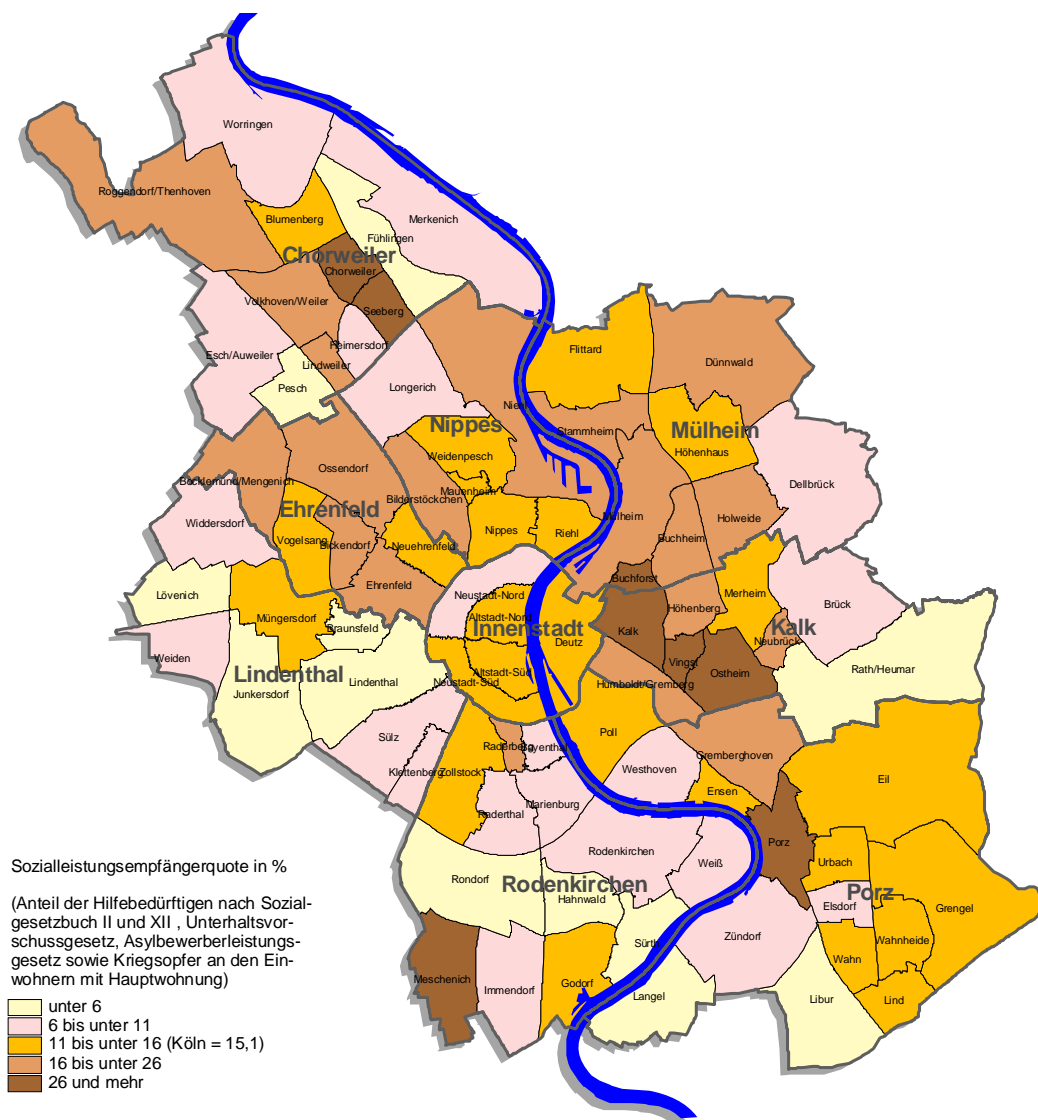 Worringen
Roggendorf/Thenhoven
Blumenberg
Merkenich
Fühlingen
Chorweiler
Chorweiler
Volkhoven/Weiler
Seeberg
Heimersdorf
Esch/Auweiler
Lindweiler
Pesch
Longerich
Flittard
Dünnwald
Niehl
Nippes
Stammheim
Mülheim
Höhenhaus
Weidenpesch
Ossendorf
Bocklemünd/Mengenich
Mauenheim
Bilderstöckchen
Dellbrück
Widdersdorf
Ehrenfeld
Nippes
Riehl
Mülheim
Holweide
Buchheim
Vogelsang
Bickendorf
Neuehrenfeld
Ehrenfeld
Buchforst
Lövenich
Neustadt-Nord
Merheim
Brück
Müngersdorf
Altstadt-Nord
Höhenberg
Braunsfeld
Innenstadt
Kalk
Kalk
Deutz
Neubrück
Weiden
Lindenthal
Lindenthal
Altstadt-Süd
Vingst
Ostheim
Rath/Heumar
Junkersdorf
Neustadt-Süd
Humboldt/Gremberg
Sülz
Raderberg
Bayenthal
Poll
Gremberghoven
Klettenberg
Zollstock
Westhoven
Eil
Ensen
Marienburg
Raderthal
Rodenkirchen
Weiß
Porz
Urbach
Rondorf
Rodenkirchen
Hahnwald
Porz
Elsdorf
Grengel
Sürth
Zündorf
Wahnheide
Wahn
Meschenich
Immendorf
Godorf
Langel
Libur
Lind
Sozialleistungsempfängerquote in %
(Anteil der Hilfebedürftigen nach Sozial-
gesetzbuch II und XII , Unterhaltsvor-
schussgesetz, Asylbewerberleistungs-
gesetz sowie Kriegsopfer an den Ein-
wohnern mit Hauptwohnung)
unter 6
6 bis unter 11
11 bis unter 16 (Köln = 15,1)
16 bis unter 26
26 und mehr